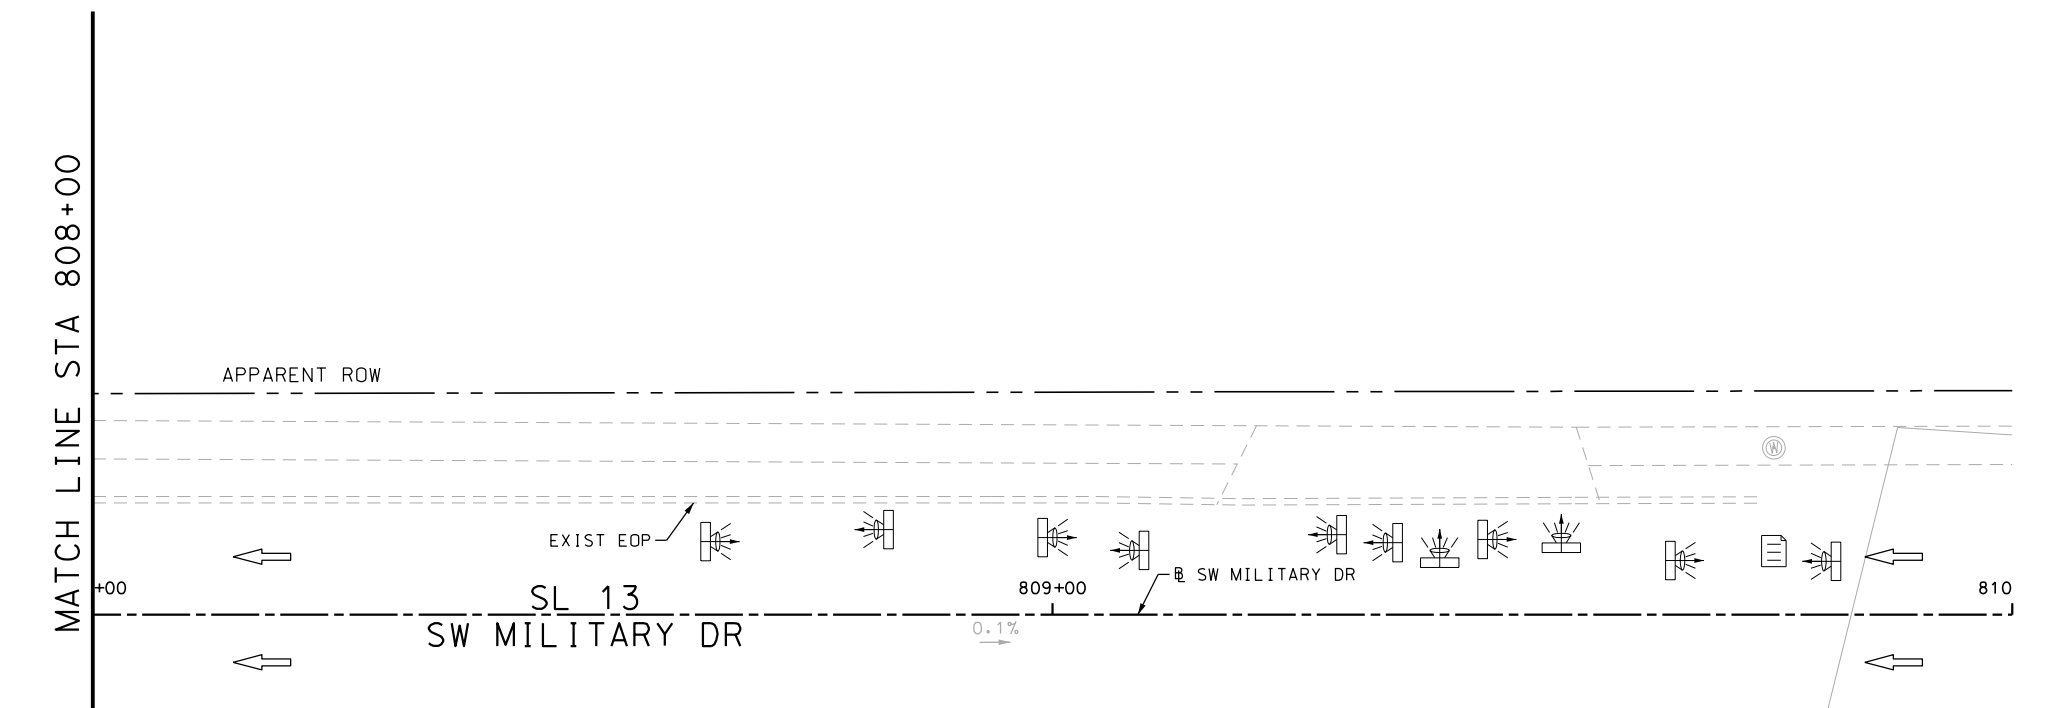 MATCH LINE STA 808+00
APPARENT ROW
EXIST EOP
℄ SW MILITARY DR
+00
SL 13
809+00
810
SW MILITARY DR
0.1%
W